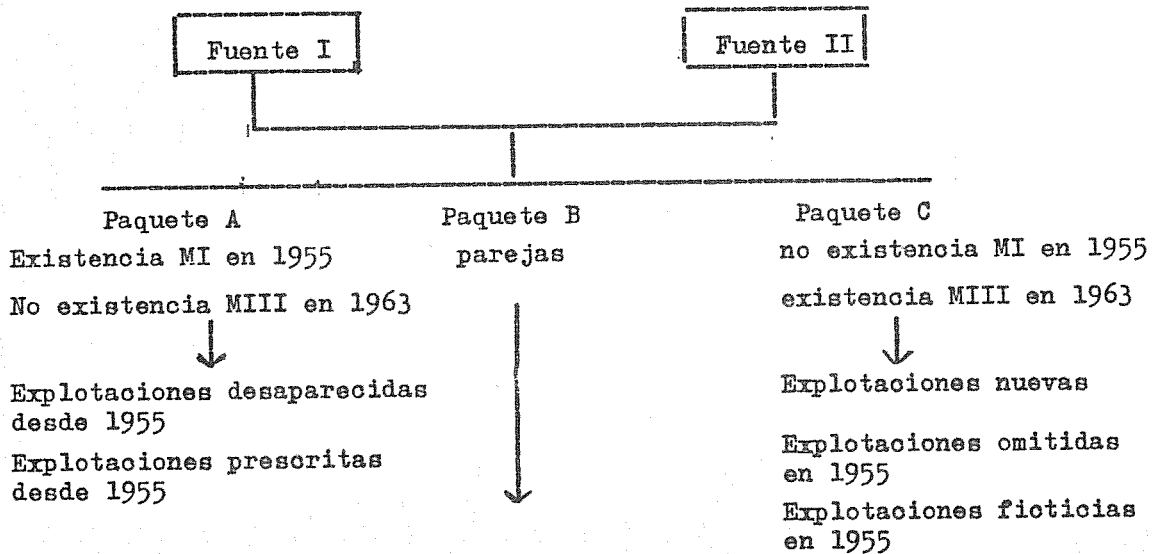 Fuente I
Fuente II
Paquete A
Existencia MI en 1955
No existencia MIII en 1963
Explotaciones desaparecidas
desde 1955
Explotaciones prescritas
desde 1955
Paquete B
parejas
Paquete C
no existencia MI en 1955
existencia MIII en 1963
Explotaciones nuevas
Explotaciones omitidas
en 1955
Explotaciones ficticias
en 1955